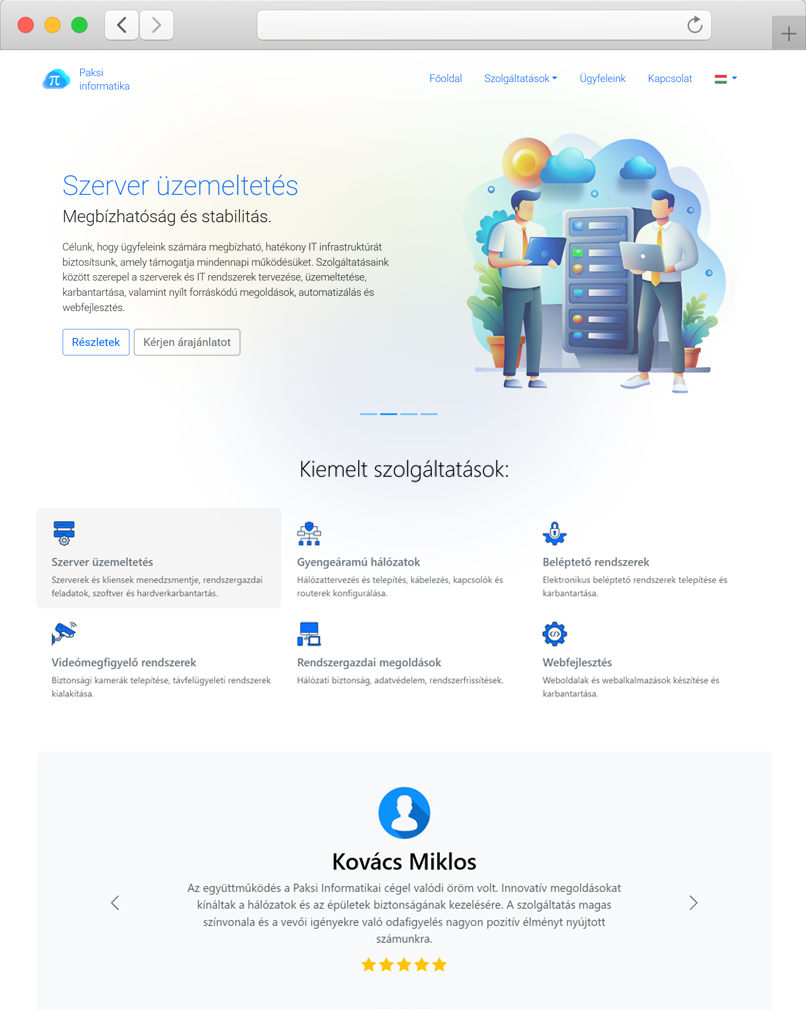 Paksi
informatika
Főoldal Szolgáltatások Ügyfeleink Kapcsolat
Szerver üzemeltetés
Megbízhatóság és stabilitás.
Célunk, hogy ügyfeleink számára megbízható, hatékony IT infrastruktúrát
biztosítsunk, amely támogatja mindennapi működésüket. Szolgáltatásaink
között szerepel a szerverek és IT rendszerek tervezése, üzemeltetése,
karbantartása, valamint nyílt forráskódú megoldások, automatizálás és
webfejlesztés.
Részletek Kérjen árajánlatot
Kiemelt szolgáltatások:
Szerver üzemeltetés
Szerverek és kliensek menedzsmentje, rendszergazdai
feladatok, szoftver és hardverkarbantartás.
Gyengeáramú hálózatok
Hálózattervezés és telepítés, kábelezés, kapcsolók és
routerek konfigurálása.
Beléptető rendszerek
Elektronikus beléptető rendszerek telepítése és
karbantartása.
Videómegfigyelő rendszerek
Biztonsági kamerák telepítése, távfelügyeleti rendszerek
kialakítása.
Rendszergazdai megoldások
Hálózati biztonság, adatvédelem, rendszerfrissítések.
Webfejlesztés
Weboldalak és webalkalmazások készítése és
karbantartása.
Kovács Miklos
Az együttműködés a Paksi Informatikai cégel valódi öröm volt. Innovatív megoldásokat
kínáltak a hálózatok és az épületek biztonságának kezelésére. A szolgáltatás magas
színvonala és a vevői igényekre való odafigyelés nagyon pozitív élményt nyújtott
számunkra.